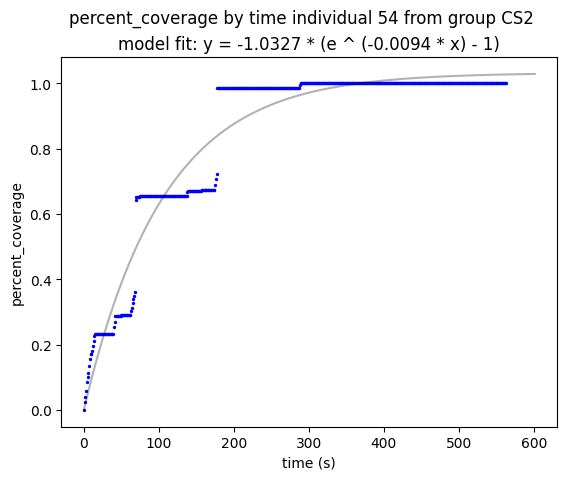 percent_coverage by time individual 54 from group CS2
model fit: y = -1.0327 * (e ^ (-0.0094 * x) - 1)
1.0
0.8
0.6
0.4
0.2
0.0
percent_coverage
0 100 200 300 400 500 600
time (s)